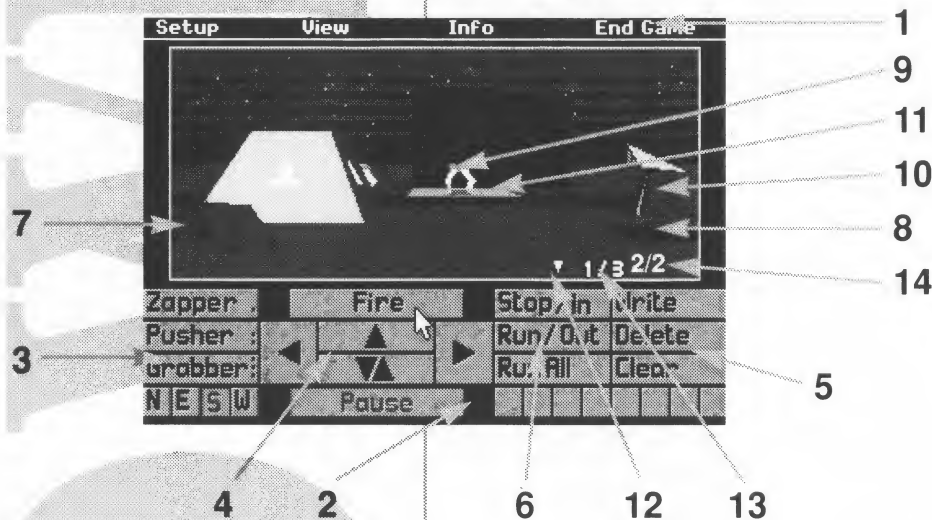 1
Setup View Info End Game
9
11
10
7
8
1/3 2/2
14
Zapper : Fire Stop/In Write
Pusher : Run/Out Delete
3
Grabber: Run All Clear
5
N E S W Pause
4 2 6 12 13